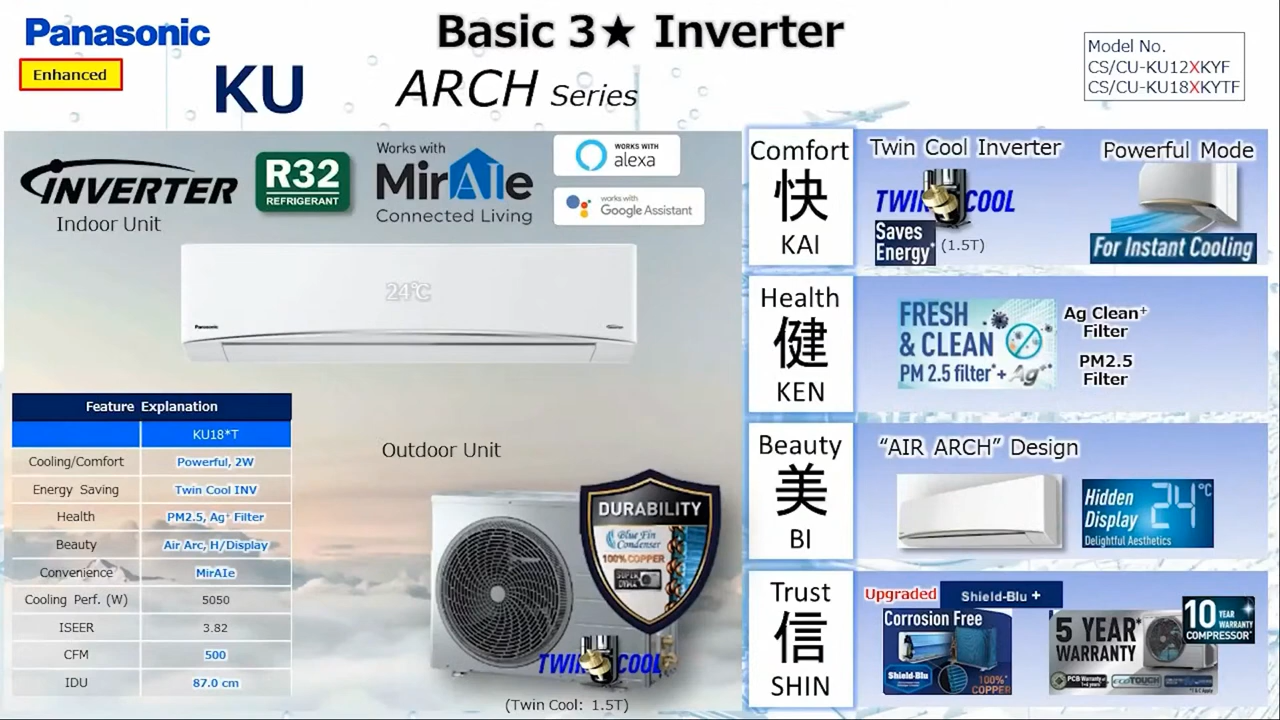 Panasonic
Enhanced
KU
Basic 3★ Inverter
ARCH Series
Model No.
CS/CU-KU12XKYF
CS/CU-KU18XKYTF
INVERTER
R32
REFRIGERANT
Works with
MirAIe
Connected Living
WORKS WITH
alexa
works with
Google Assistant
Indoor Unit
24℃
Panasonic
Feature Explanation
KU18*T
Cooling/Comfort Powerful, 2W
Energy Saving Twin Cool INV
Health PM2.5, Ag⁺ Filter
Beauty Air Arc, H/Display
Convenience MirAIe
Cooling Perf, (W) 5050
ISEER 3.82
CFM 500
IDU 87.0 cm
Outdoor Unit
DURABILITY
Blue Fin
Condenser
100% COPPER
TWIN COOL
(Twin Cool: 1.5T)
Comfort
快
KAI
Twin Cool Inverter
TWIN COOL
Saves
Energy*
(1.5T)
Powerful Mode
For Instant Cooling
Health
健
KEN
FRESH
& CLEAN
PM 2.5 filter*+ Ag⁺
Ag Clean⁺
Filter
PM2.5
Filter
Beauty
美
BI
“AIR ARCH” Design
Hidden
Display
24℃
Delightful Aesthetics
Trust
信
SHIN
Upgraded
Shield-Blu +
Corrosion Free
Shield-Blu
100%
COPPER
5 YEAR*
WARRANTY
10 YEAR
WARRANTY
COMPRESSOR*
PCB Warranty
ecoTOUCH